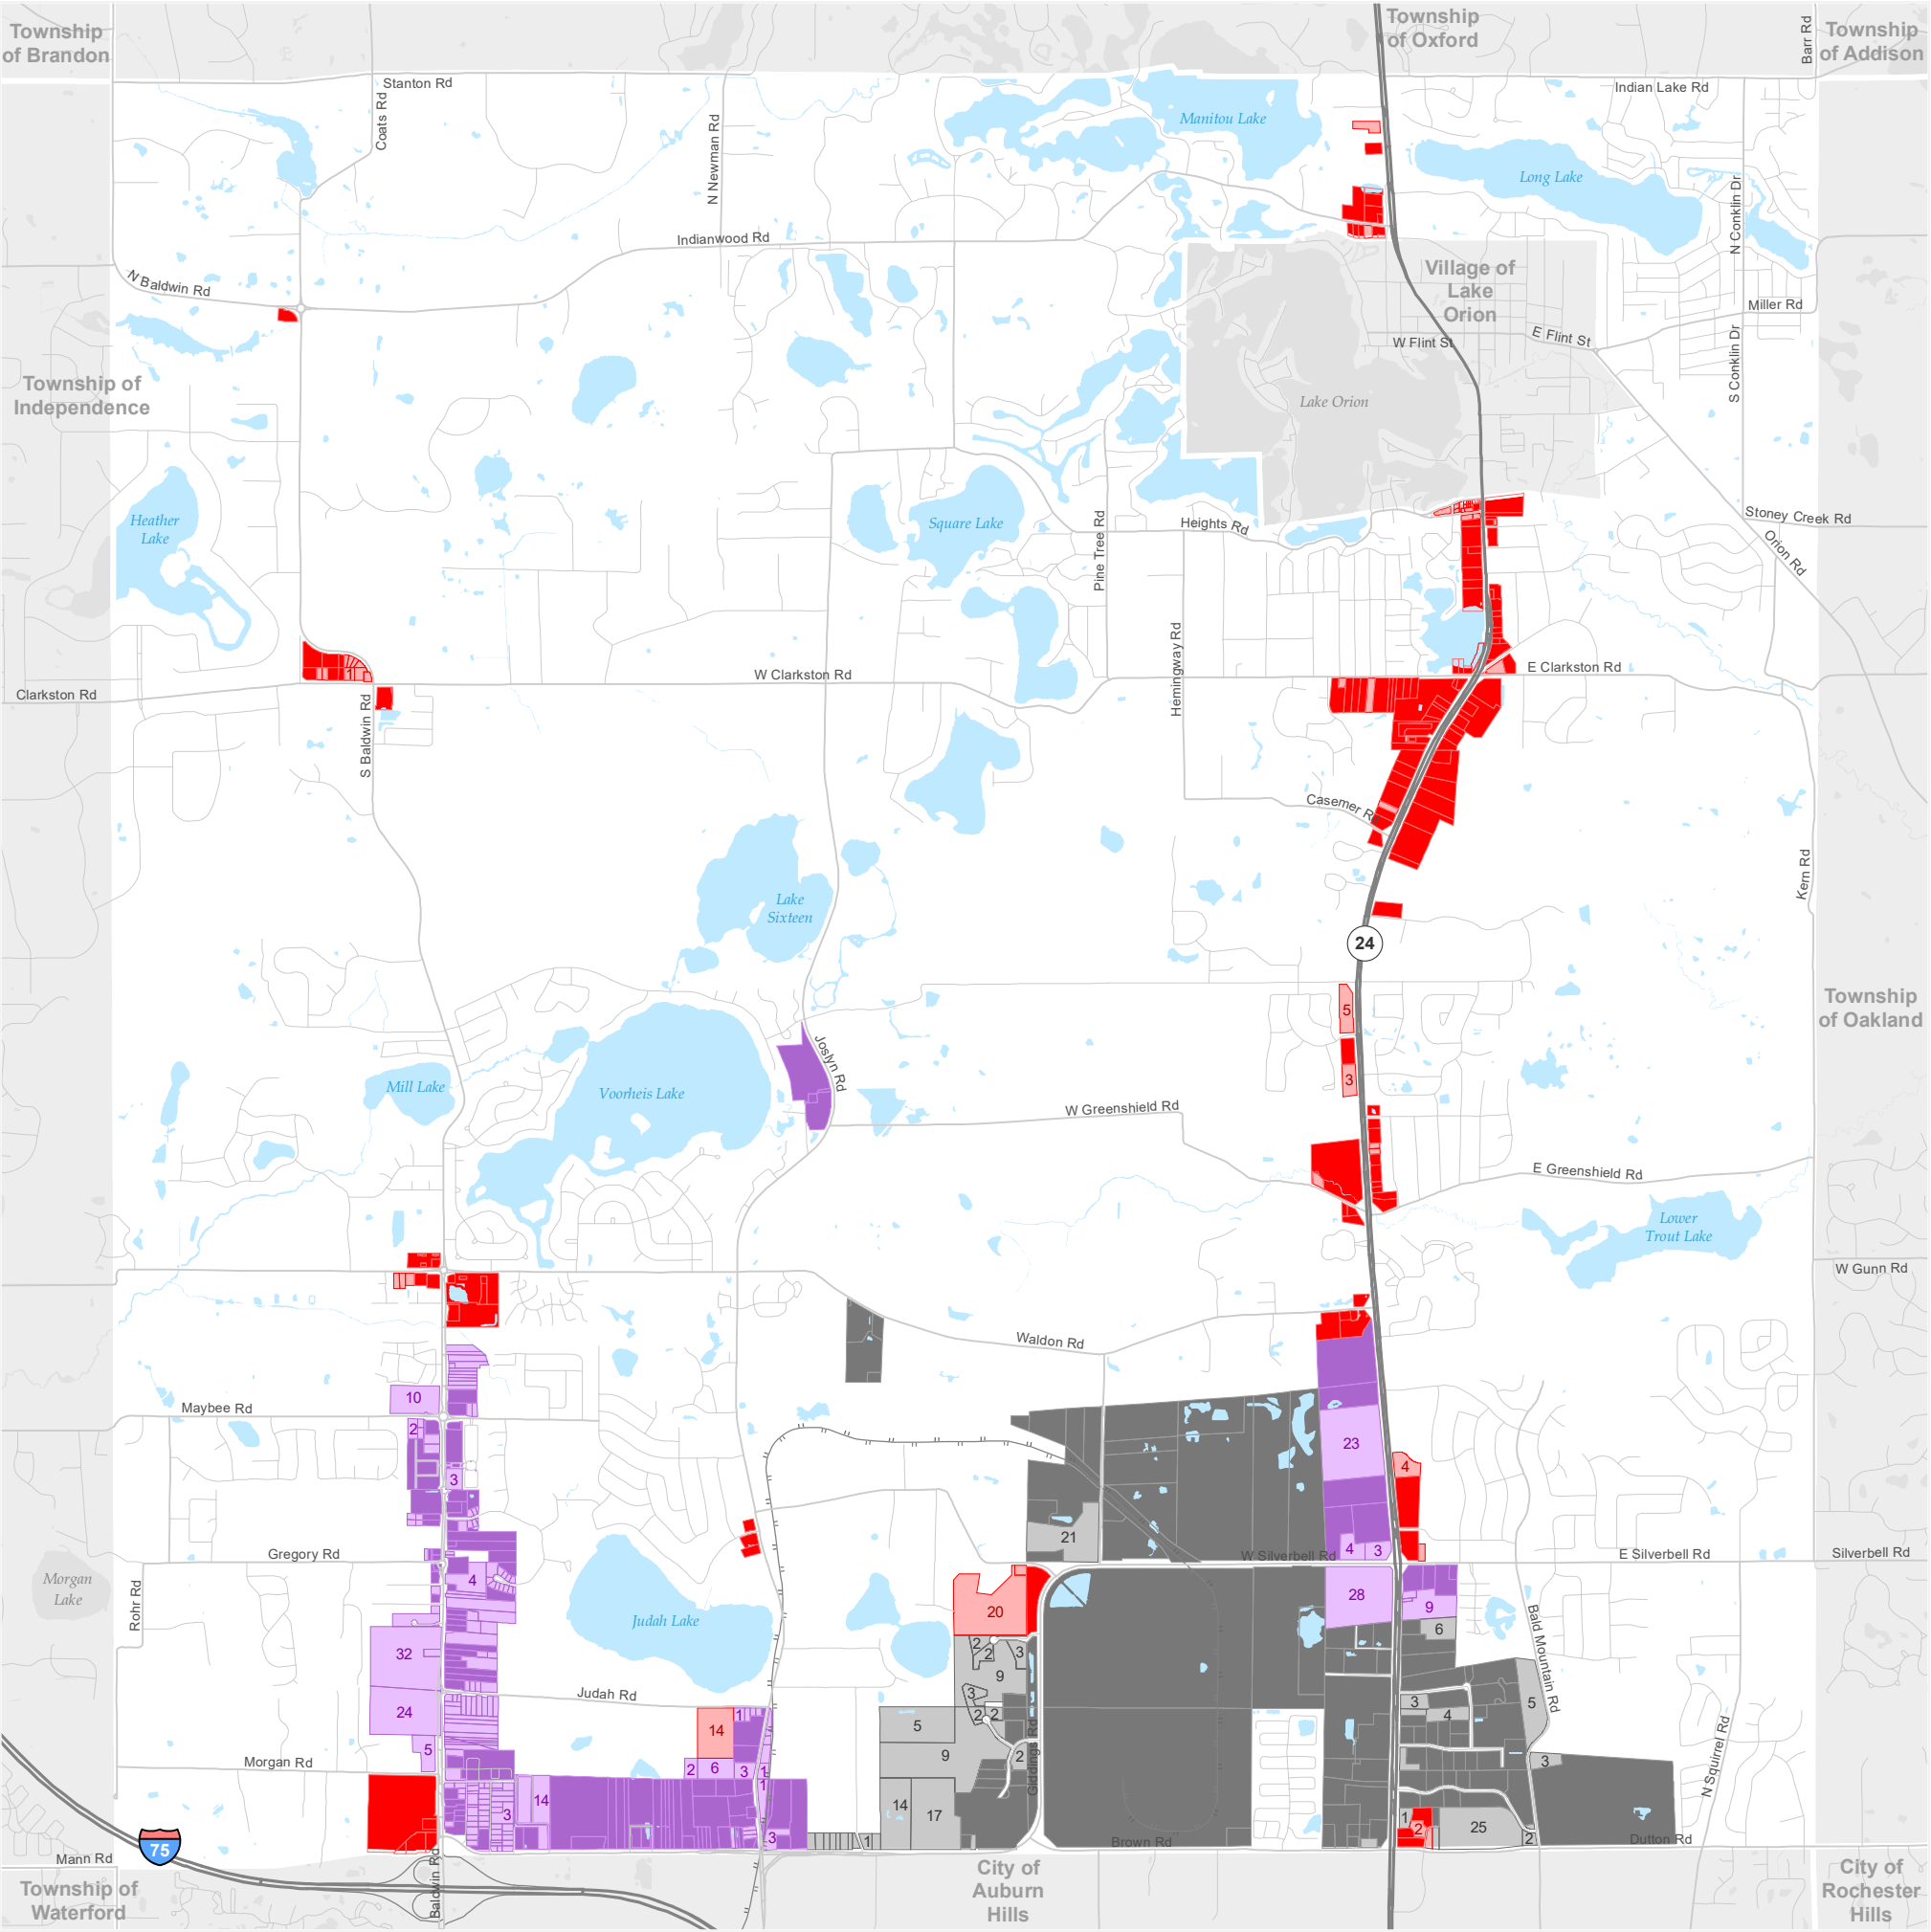 Township
of Brandon
Township
of Oxford
Barr Rd
Township
of Addison
Stanton Rd
Indian Lake Rd
Coats Rd
N Newman Rd
Manitou Lake
Long Lake
N Conklin Dr
Indianwood Rd
N Baldwin Rd
Village of
Lake
Orion
Miller Rd
W Flint St
E Flint St
S Conklin Dr
Township of
Independence
Lake Orion
Heather
Lake
Square Lake
Pine Tree Rd
Heights Rd
Stoney Creek Rd
Orion Rd
Hemingway Rd
1
W Clarkston Rd
E Clarkston Rd
Clarkston Rd
S Baldwin Rd
Casemer Rd
Kern Rd
Lake
Sixteen
24
5
Township
of Oakland
Joslyn Rd
3
Mill Lake
Voorheis Lake
W Greenshield Rd
E Greenshield Rd
Lower
Trout Lake
W Gunn Rd
Waldon Rd
10
Maybee Rd
2
3
23
4
21
4
3
Gregory Rd
W Silverbell Rd
E Silverbell Rd
Silverbell Rd
Morgan
Lake
Rohr Rd
4
Judah Lake
20
28
9
6
Bald Mountain Rd
32
2
2
3
9
3
2
2
24
Judah Rd
14
1
5
3
4
5
5
9
2
Giddings Rd
Morgan Rd
2
6
3
1
1
3
N Squirrel Rd
3
14
14
17
3
1
1
2
25
2
Brown Rd
Dutton Rd
75
Mann Rd
Baldwin Rd
Township of
Waterford
City of
Auburn
Hills
City of
Rochester
Hills